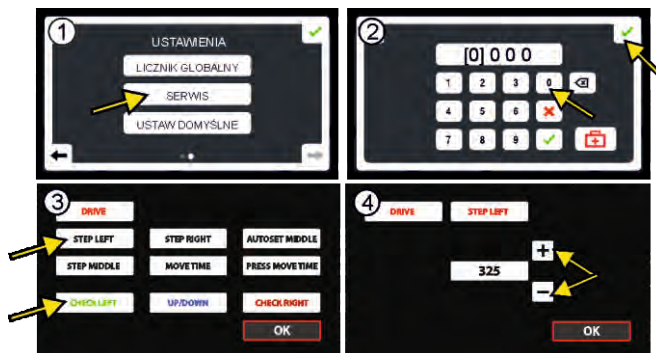 1
USTAWIENIA
LICZNIK GLOBALNY
SERWIS
USTAW DOMYŚLNE
2
[0] 0 0 0
1 2 3 0
4 5 6
7 8 9
3
DRIVE
STEP LEFT STEP RIGHT AUTOSET MIDDLE
STEP MIDDLE MOVE TIME PRESS MOVE TIME
CHECK LEFT UP/DOWN CHECK RIGHT
OK
4
DRIVE STEP LEFT
+
325
−
OK